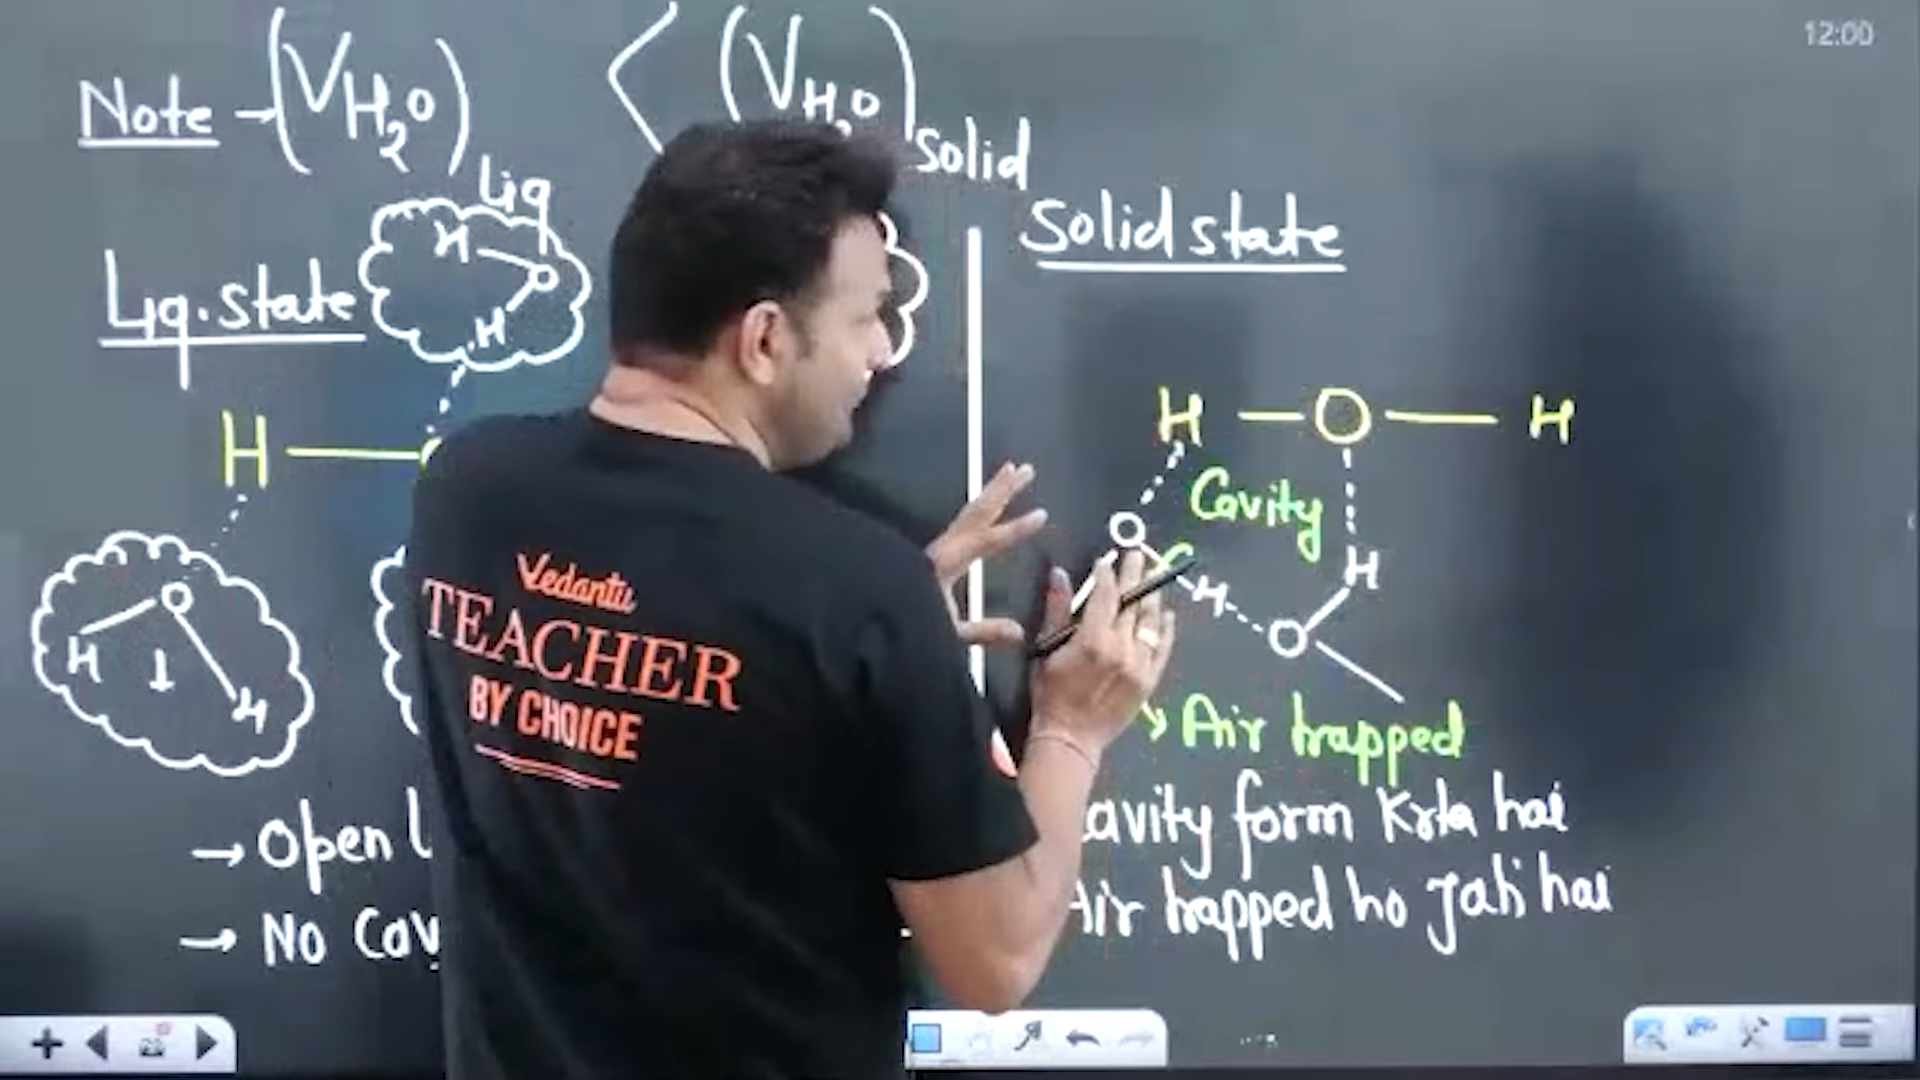 12:00
Note → (VH2O)Liq < (VH2O)Solid
Liq. state
H
O
H
Solid state
H — O — H
H
O
H
H
Cavity
O
H
H
O
Air trapped
→ Open
→ No Cav
avity form Krta hai
Air trapped ho Jati hai
Vedantu
TEACHER
BY CHOICE